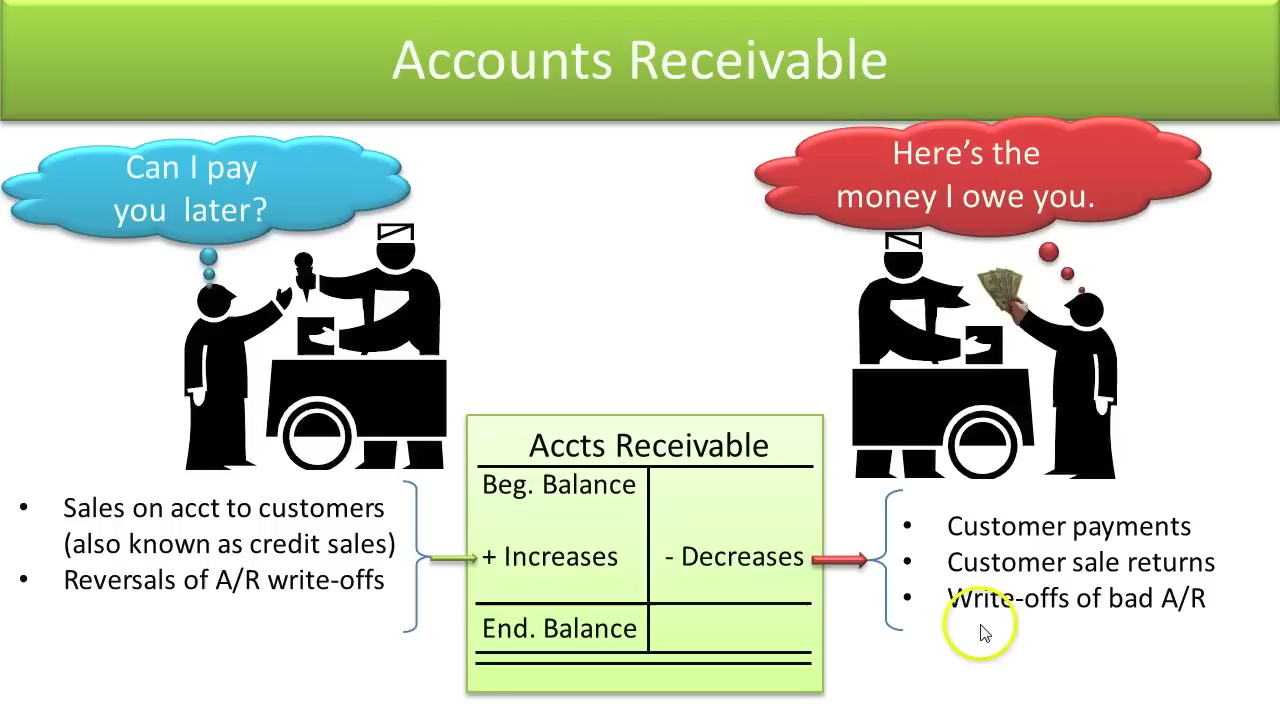 Accounts Receivable
Can I pay
you later?
Here's the
money I owe you.
Accts Receivable
Beg. Balance
+ Increases
- Decreases
End. Balance
• Sales on acct to customers
(also known as credit sales)
• Reversals of A/R write-offs
• Customer payments
• Customer sale returns
• Write-offs of bad A/R